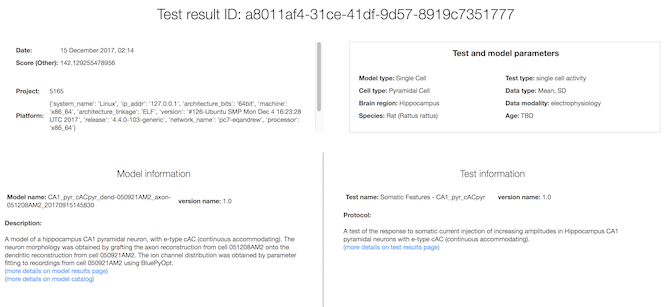 Test result ID: a8011af4-31ce-41df-9d57-8919c7351777
Date: 15 December 2017, 02:14
Score (Other): 142.129255478956
Project: 5165
Platform: {'system_name': 'Linux', 'ip_addr': '127.0.0.1', 'architecture_bits': '64bit', 'machine':
'x86_64', 'architecture_linkage': 'ELF', 'version': '#126-Ubuntu SMP Mon Dec 4 16:23:28
UTC 2017', 'release': '4.4.0-103-generic', 'network_name': 'pc7-eqandrew', 'processor':
'x86_64'}
Test and model parameters
Model type: Single Cell
Test type: single cell activity
Cell type: Pyramidal Cell
Data type: Mean, SD
Brain region: Hippocampus
Data modality: electrophysiology
Species: Rat (Rattus rattus)
Age: TBD
Model information
Model name: CA1_pyr_cACpyr_dend-050921AM2_axon-
051208AM2_20170915145830
version name: 1.0
Description:
A model of a hippocampus CA1 pyramidal neuron, with e-type cAC (continuous accommodating). The
neuron morphology was obtained by grafting the axon reconstruction from cell 051208AM2 onto the
dendritic reconstruction from cell 050921AM2. The ion channel distribution was obtained by parameter
fitting to recordings from cell 050921AM2 using BluePyOpt.
(more details on model results page)
(more details on model catalog)
Test information
Test name: Somatic Features - CA1_pyr_cACpyr
version name: 1.0
Protocol:
A test of the response to somatic current injection of increasing amplitudes in Hippocampus CA1
pyramidal neurons with e-type cAC (continuous accommodating).
(more details on test results page)